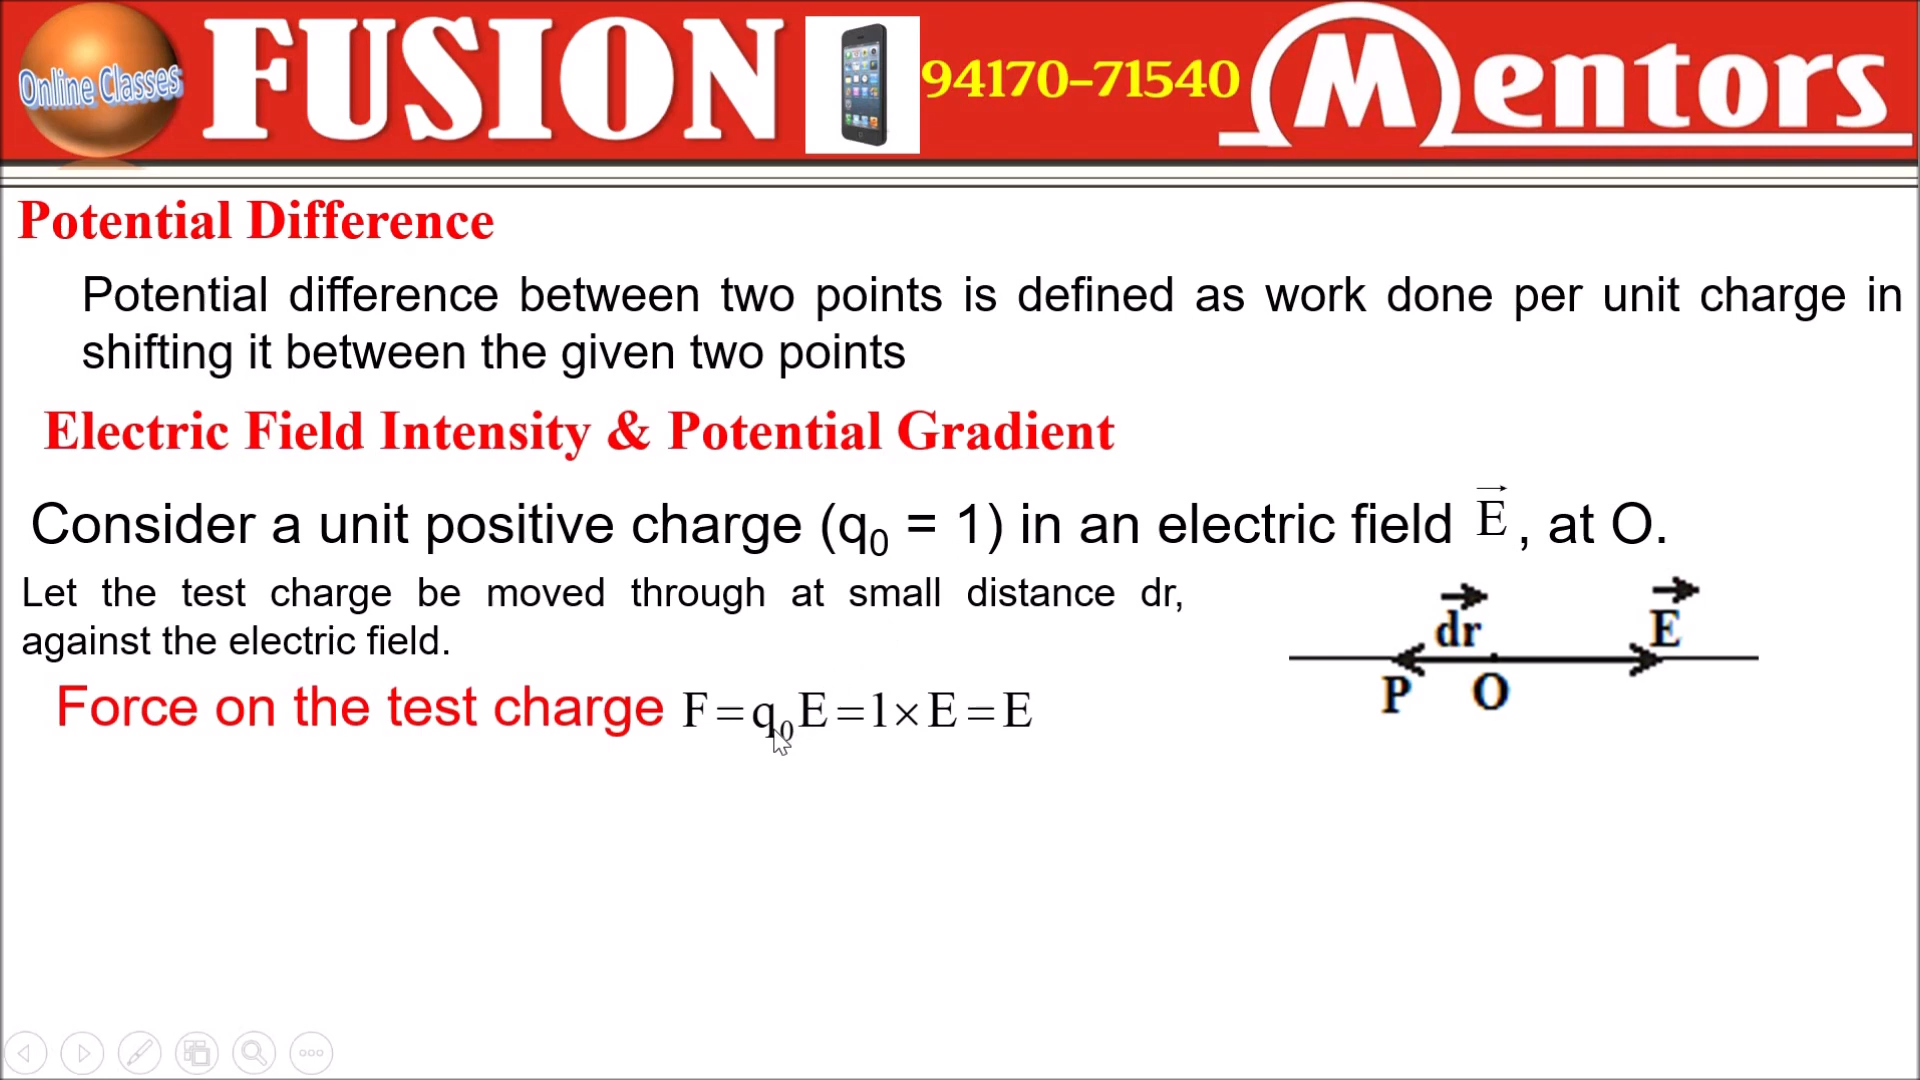 Online Classes FUSION 94170-71540 Mentors
Potential Difference
Potential difference between two points is defined as work done per unit charge in
shifting it between the given two points
Electric Field Intensity & Potential Gradient
Consider a unit positive charge (q₀ = 1) in an electric field E⃗ , at O.
Let the test charge be moved through at small distance dr,
against the electric field.
dr⃗ E⃗
P O
Force on the test charge F = q₀E = 1 × E = E